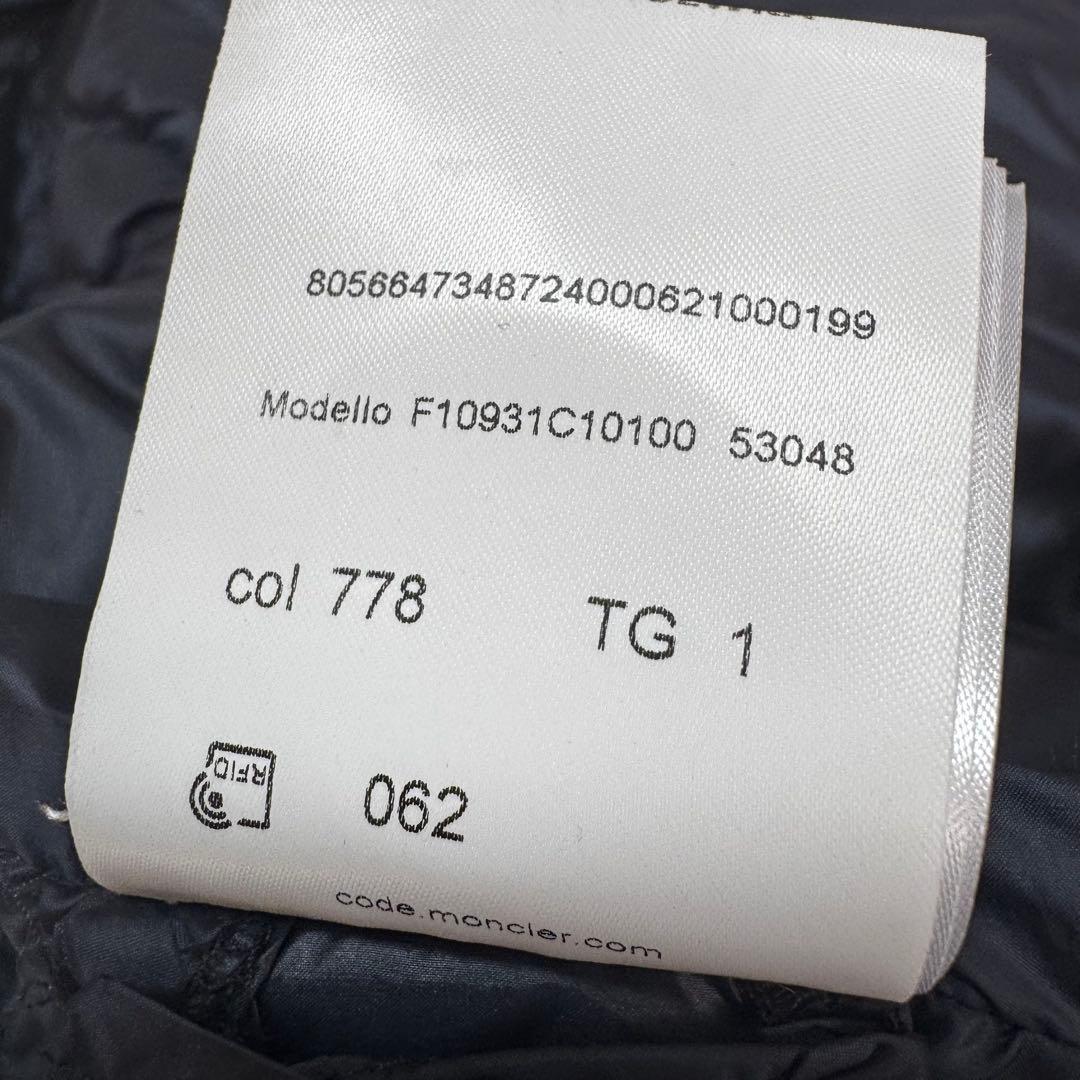 8056647348724000621000199
Modello F10931C10100 53048
col 778 TG 1
RFID 062
code.moncler.com